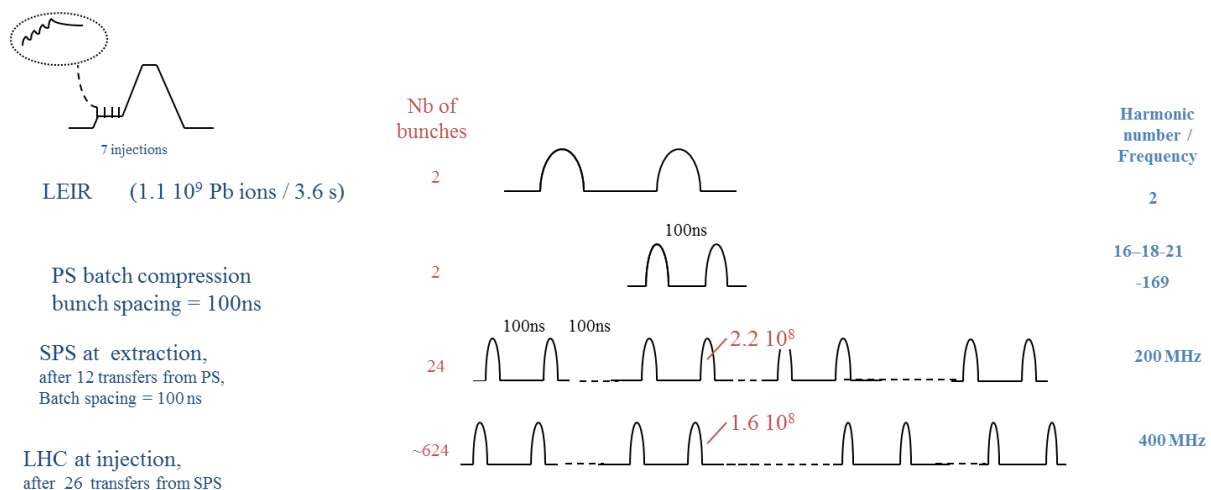 7 injections
LEIR (1.1 10⁹ Pb ions / 3.6 s)
Nb of
bunches
2
Harmonic
number /
Frequency
2
PS batch compression
bunch spacing = 100ns
2
100ns
16–18-21
-169
SPS at extraction,
after 12 transfers from PS,
Batch spacing = 100 ns
24
100ns 100ns
2.2 10⁸
200 MHz
LHC at injection,
after 26 transfers from SPS
~624
1.6 10⁸
400 MHz